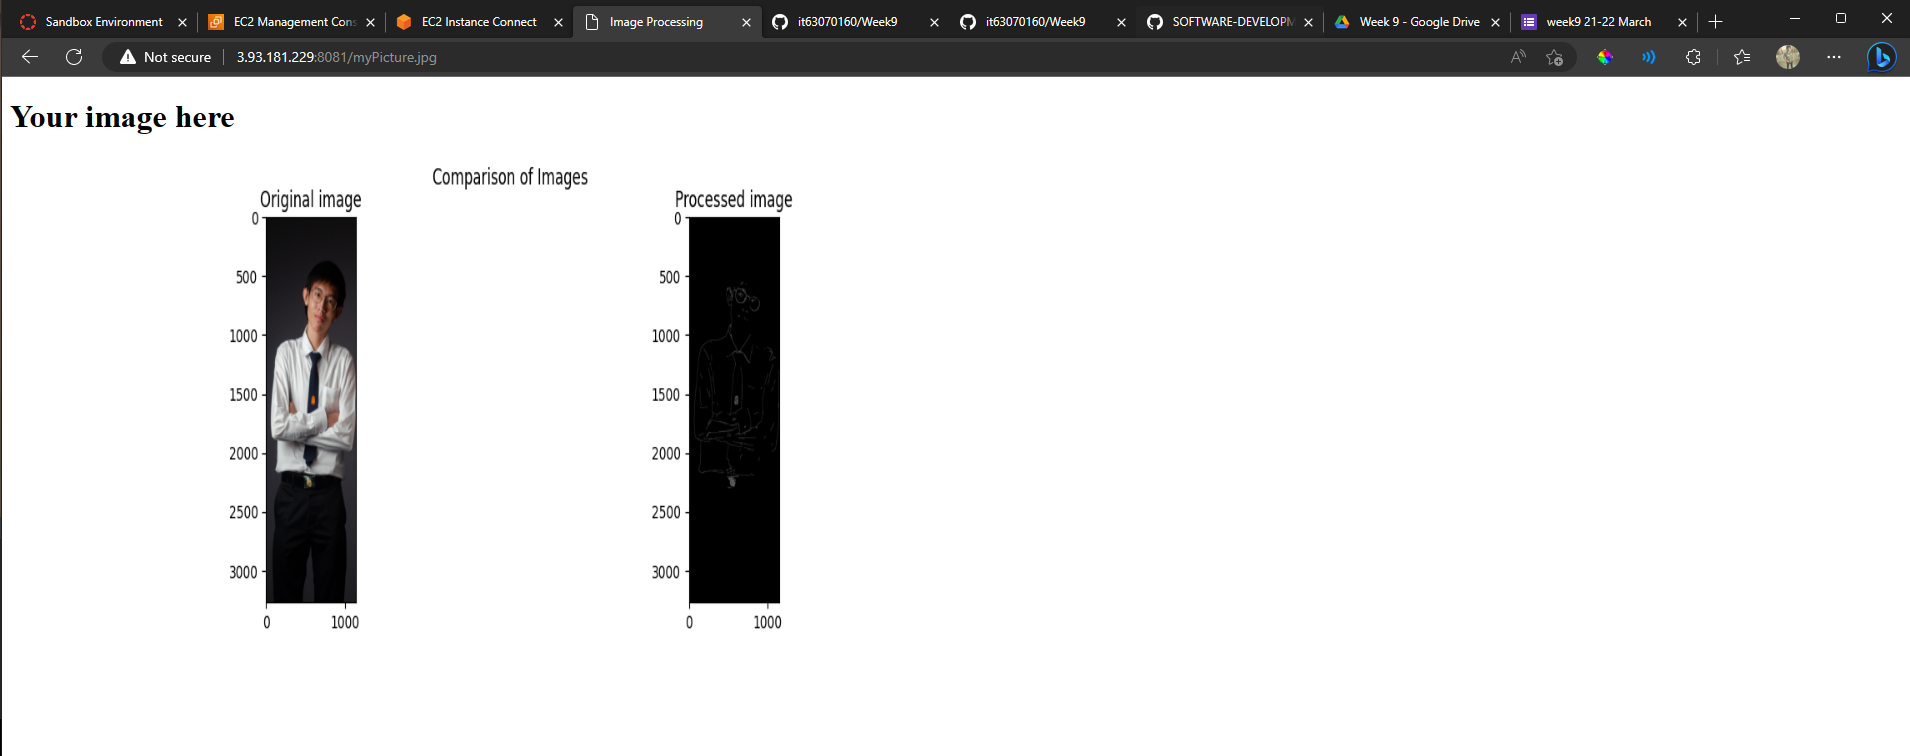 Sandbox Environment
EC2 Management Cons
EC2 Instance Connect
Image Processing
it63070160/Week9
it63070160/Week9
SOFTWARE-DEVELOPM
Week 9 - Google Drive
week9 21-22 March
Not secure
3.93.181.229:8081/myPicture.jpg
Your image here
Comparison of Images
Original image
Processed image
0
500
1000
1500
2000
2500
3000
0 1000
0
500
1000
1500
2000
2500
3000
0 1000